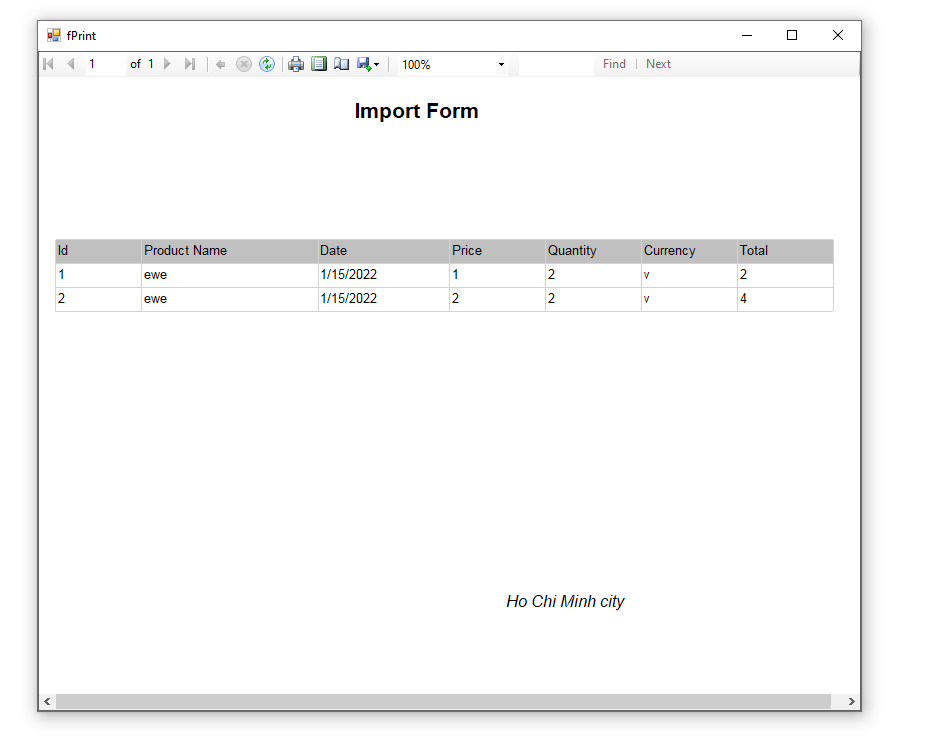 fPrint
1 of 1 100% Find Next
Import Form
Id Product Name Date Price Quantity Currency Total
1 ewe 1/15/2022 1 2 v 2
2 ewe 1/15/2022 2 2 v 4
Ho Chi Minh city